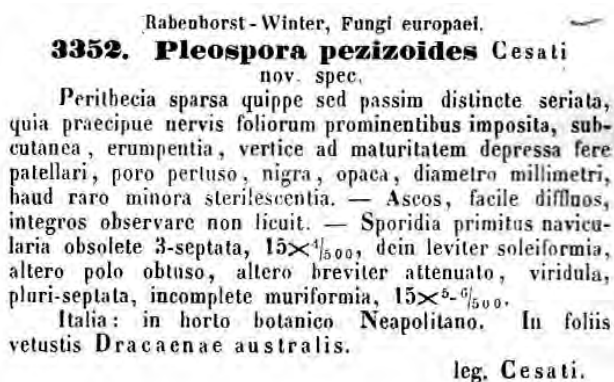 Rabenhorst-Winter, Fungi europaei.
3352. Pleospora pezizoides Cesati
nov. spec.
Perithecia sparsa quippe sed passim distincte seriata,
quia praecipue nervis foliorum prominentibus imposita, sub-
cutanea, erumpentia, vertice ad maturitatem depressa fere
patellari, poro pertuso, nigra, opaca, diametro millimetri,
haud raro minora sterilescentia. — Ascos, facile diffluos,
integros observare non licuit. — Sporidia primitus navicu-
laria obsolete 3-septata, 15×4/500, dein leviter soleiformia,
altero polo obtuso, altero breviter attenuato, viridula,
pluri-septata, incomplete muriformia, 15×5-6/500.
Italia: in horto botanico Neapolitano. In foliis
vetustis Dracaenae australis.
leg. Cesati.